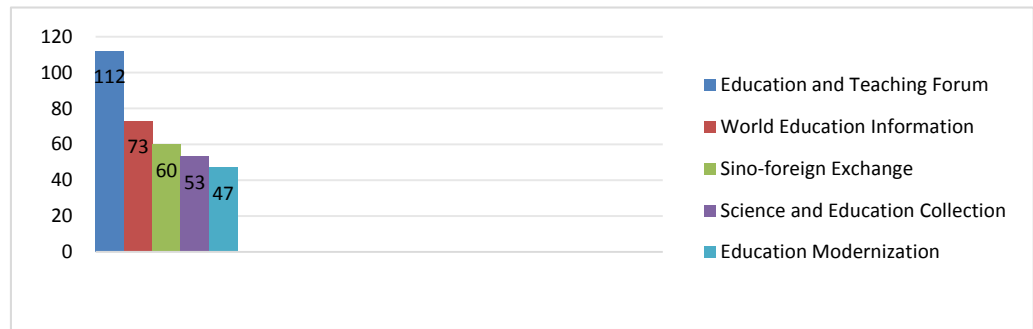 120
100
80
60
40
20
0
112
73
60
53
47
Education and Teaching Forum
World Education Information
Sino-foreign Exchange
Science and Education Collection
Education Modernization